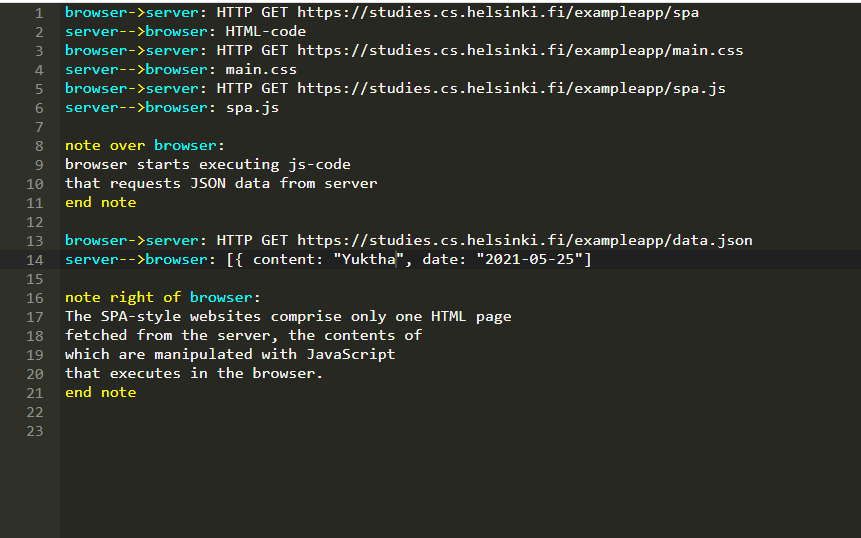 1 browser->server: HTTP GET https://studies.cs.helsinki.fi/exampleapp/spa
2 server-->browser: HTML-code
3 browser->server: HTTP GET https://studies.cs.helsinki.fi/exampleapp/main.css
4 server-->browser: main.css
5 browser->server: HTTP GET https://studies.cs.helsinki.fi/exampleapp/spa.js
6 server-->browser: spa.js
7
8 note over browser:
9 browser starts executing js-code
10 that requests JSON data from server
11 end note
12
13 browser->server: HTTP GET https://studies.cs.helsinki.fi/exampleapp/data.json
14 server-->browser: [{ content: "Yuktha", date: "2021-05-25"]
15
16 note right of browser:
17 The SPA-style websites comprise only one HTML page
18 fetched from the server, the contents of
19 which are manipulated with JavaScript
20 that executes in the browser.
21 end note
22
23